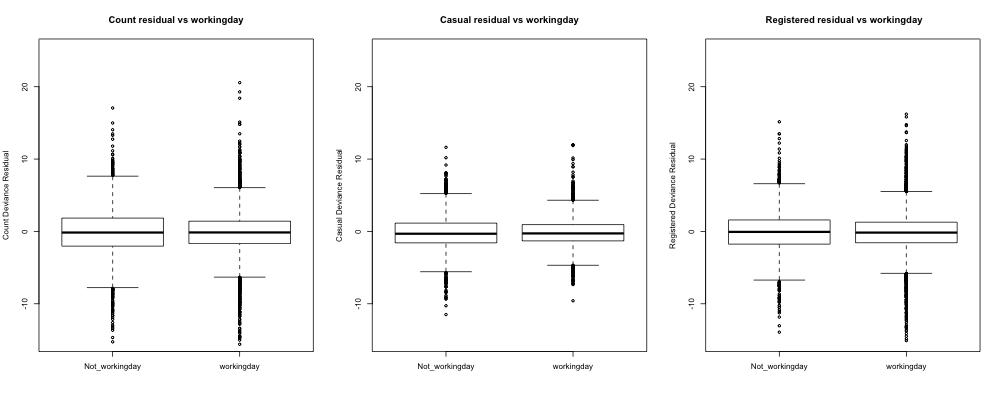 Count residual vs workingday
Count Deviance Residual
20
10
0
-10
Not_workingday
workingday
Casual residual vs workingday
Casual Deviance Residual
20
10
0
-10
Not_workingday
workingday
Registered residual vs workingday
Registered Deviance Residual
20
10
0
-10
Not_workingday
workingday